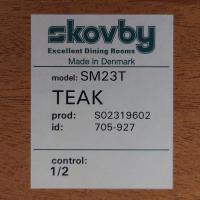 skovby
Excellent Dining Rooms
Made in Denmark
model: SM23T
TEAK
prod: S02319602
id: 705-927
control:
1/2